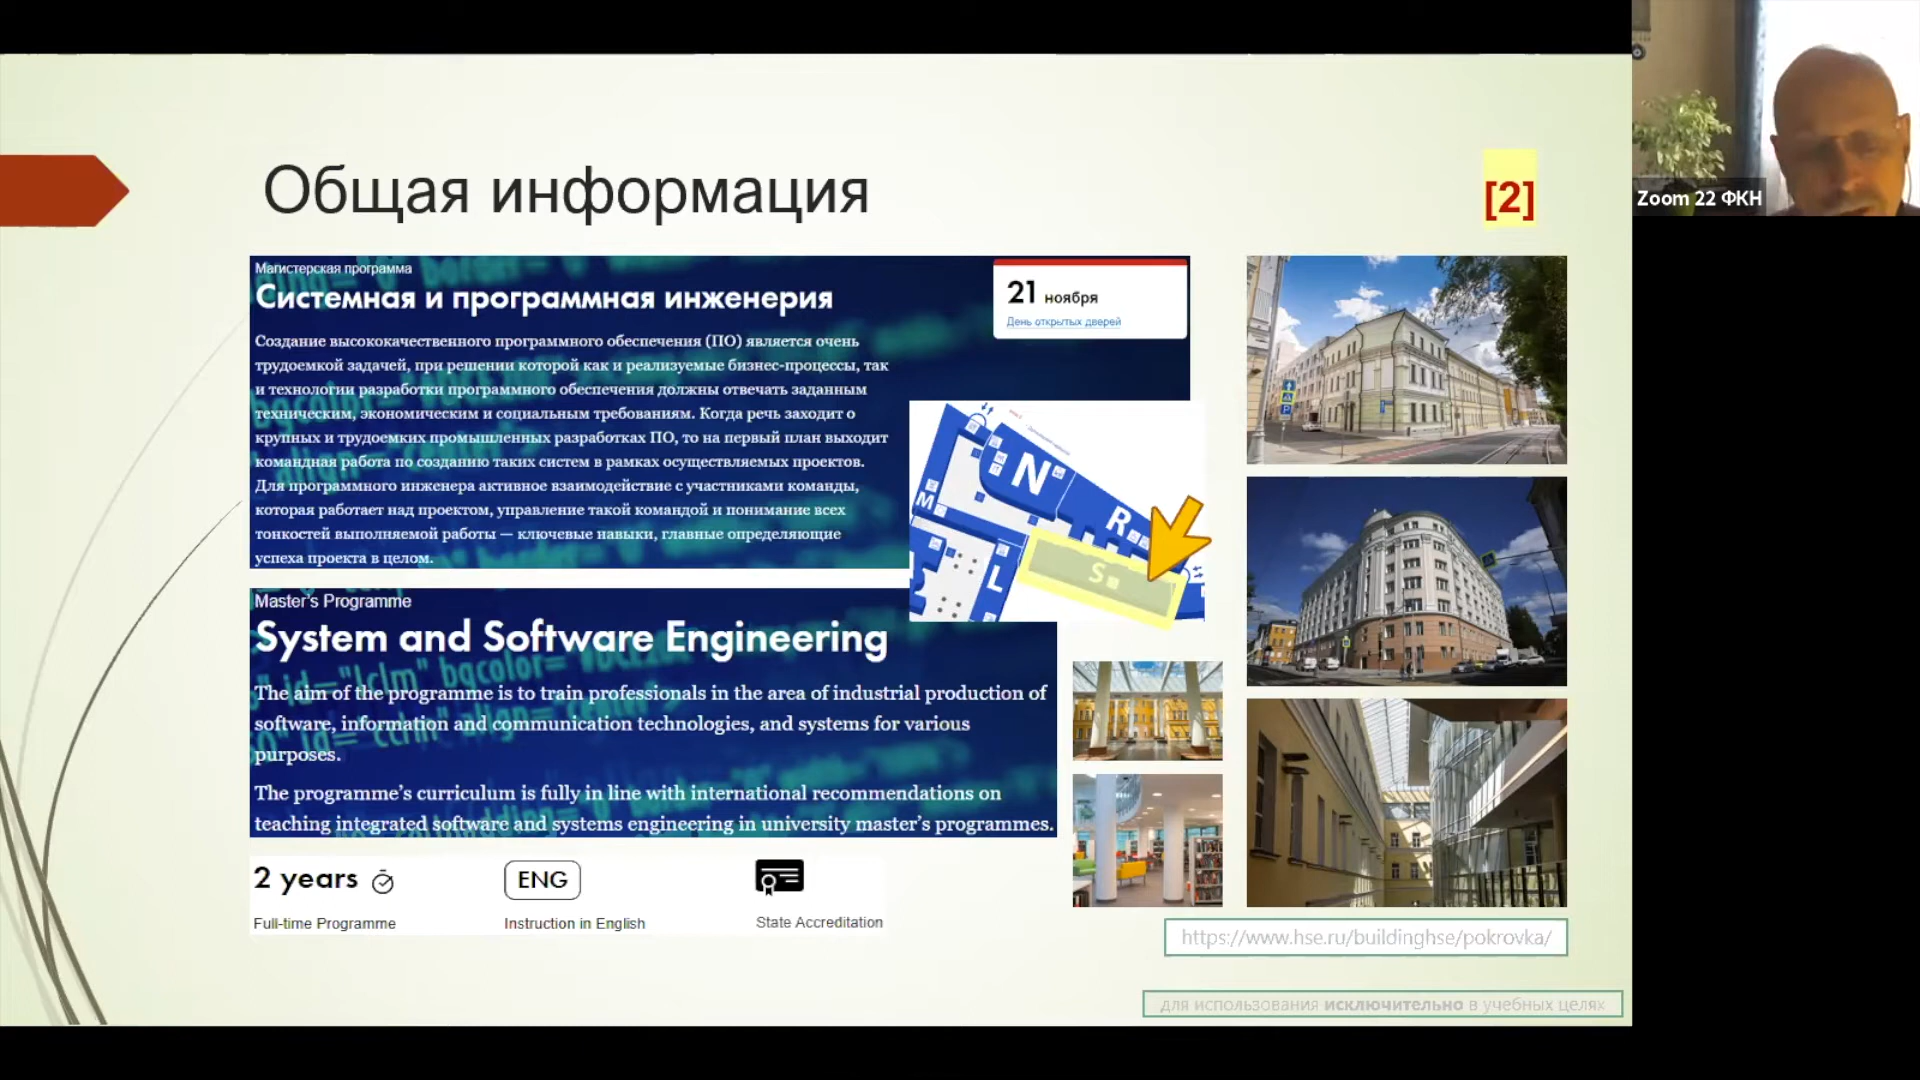 Общая информация
[2]
Zoom 22 ФКН
Магистерская программа
Системная и программная инженерия
21 ноября
День открытых дверей
Создание высококачественного программного обеспечения (ПО) является очень
трудоемкой задачей, при решении которой как и реализуемые бизнес-процессы, так
и технологии разработки программного обеспечения должны отвечать заданным
техническим, экономическим и социальным требованиям. Когда речь заходит о
крупных и трудоемких промышленных разработках ПО, то на первый план выходит
командная работа по созданию таких систем в рамках осуществляемых проектов.
Для программного инженера активное взаимодействие с участниками команды,
которая работает над проектом, управление такой командой и понимание всех
тонкостей выполняемой работы — ключевые навыки, главные определяющие
успеха проекта в целом.
N
M
R
L
S
Master's Programme
System and Software Engineering
The aim of the programme is to train professionals in the area of industrial production of
software, information and communication technologies, and systems for various
purposes.
The programme's curriculum is fully in line with international recommendations on
teaching integrated software and systems engineering in university master's programmes.
2 years
Full-time Programme
ENG
Instruction in English
State Accreditation
https://www.hse.ru/buildinghse/pokrovka/
для использования исключительно в учебных целях